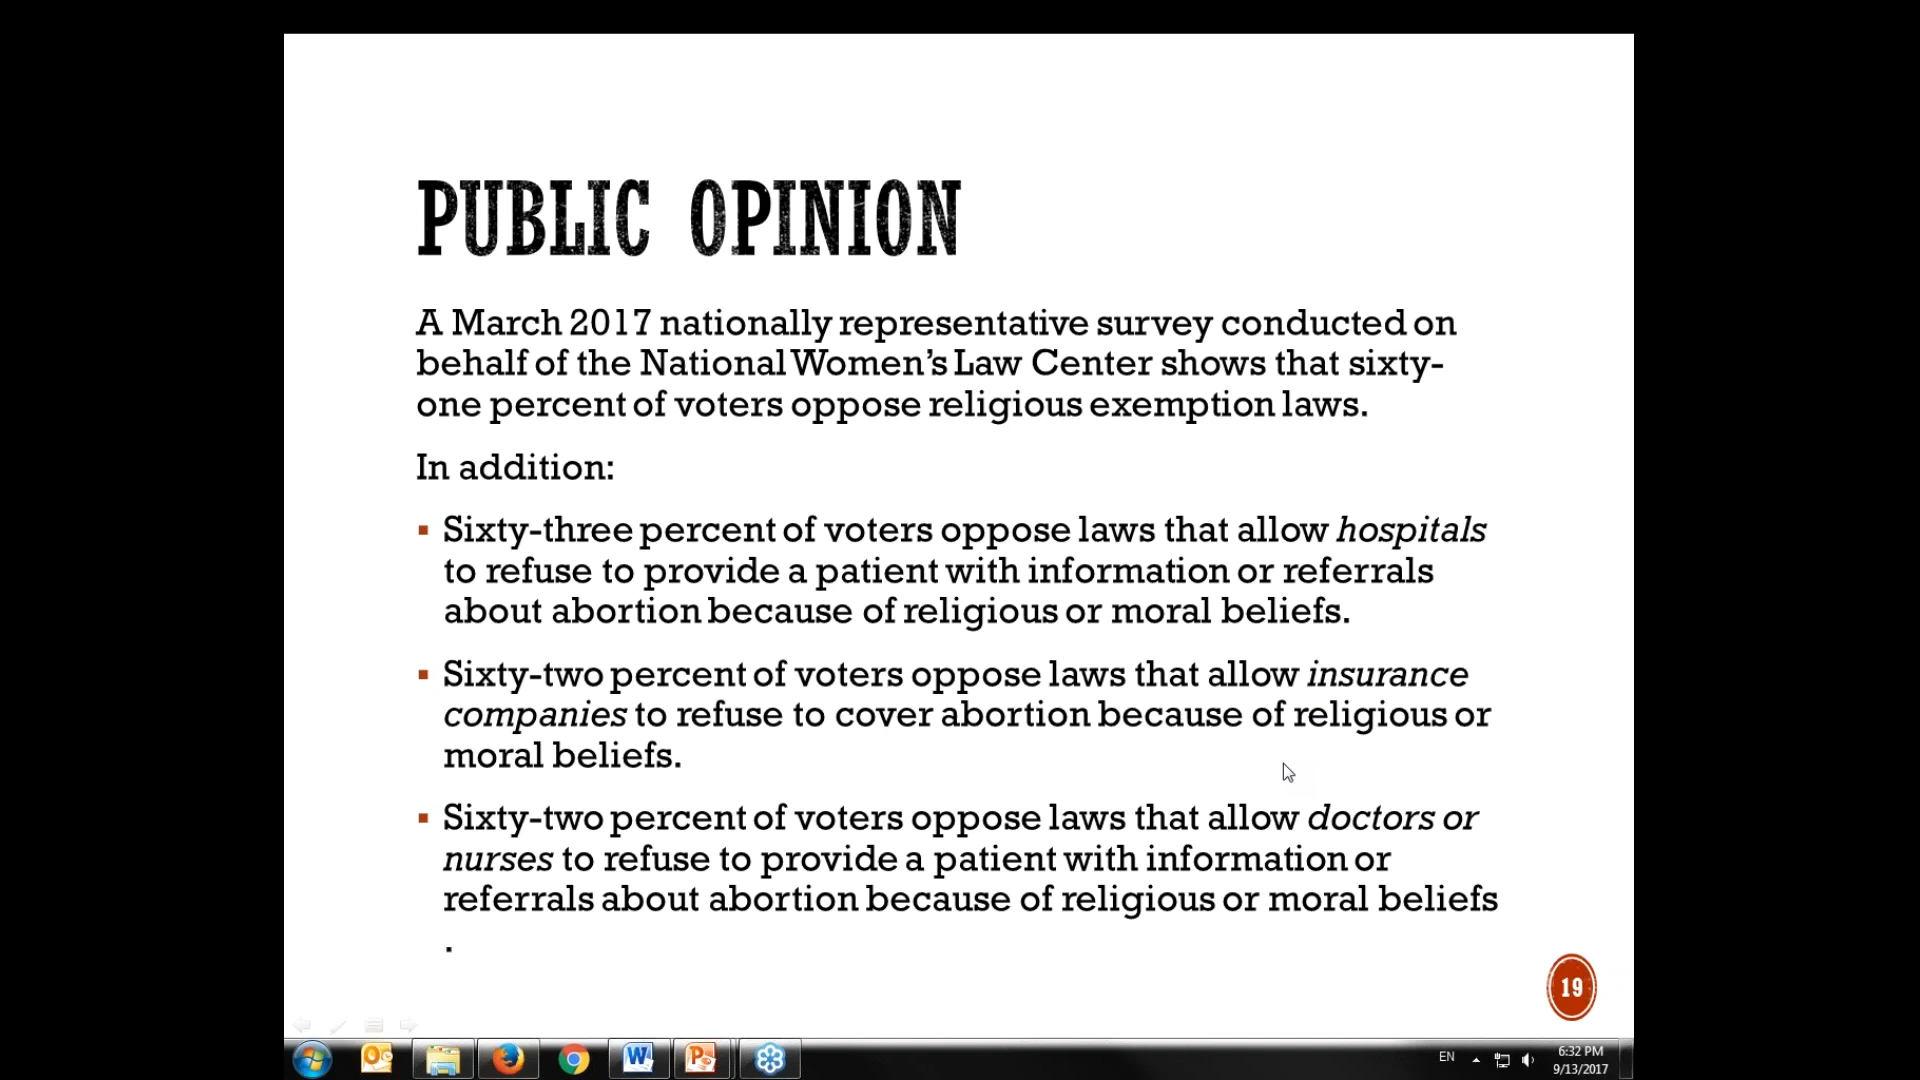 PUBLIC OPINION
A March 2017 nationally representative survey conducted on
behalf of the National Women's Law Center shows that sixty-
one percent of voters oppose religious exemption laws.
In addition:
▪ Sixty-three percent of voters oppose laws that allow hospitals
to refuse to provide a patient with information or referrals
about abortion because of religious or moral beliefs.
▪ Sixty-two percent of voters oppose laws that allow insurance
companies to refuse to cover abortion because of religious or
moral beliefs.
▪ Sixty-two percent of voters oppose laws that allow doctors or
nurses to refuse to provide a patient with information or
referrals about abortion because of religious or moral beliefs
.
19
EN
6:32 PM
9/13/2017